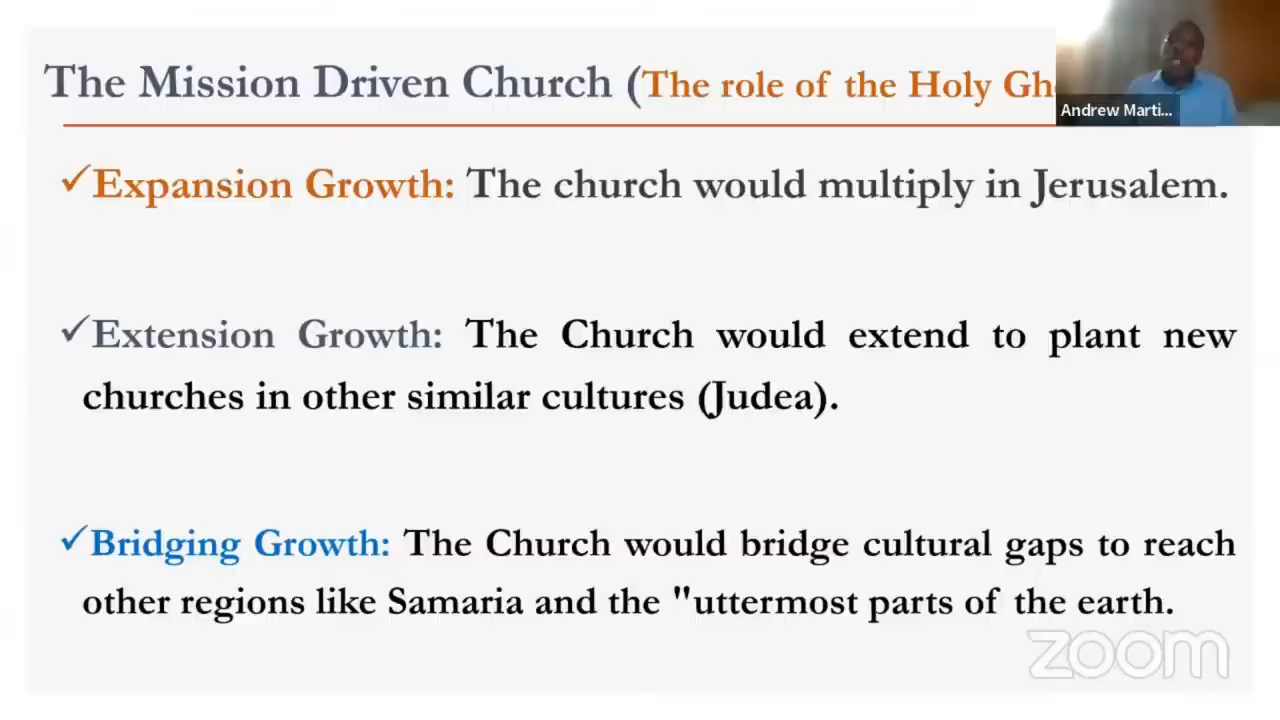 The Mission Driven Church (The role of the Holy Gh
Andrew Marti...
✓Expansion Growth: The church would multiply in Jerusalem.
✓Extension Growth: The Church would extend to plant new
churches in other similar cultures (Judea).
✓Bridging Growth: The Church would bridge cultural gaps to reach
other regions like Samaria and the "uttermost parts of the earth.
zoom